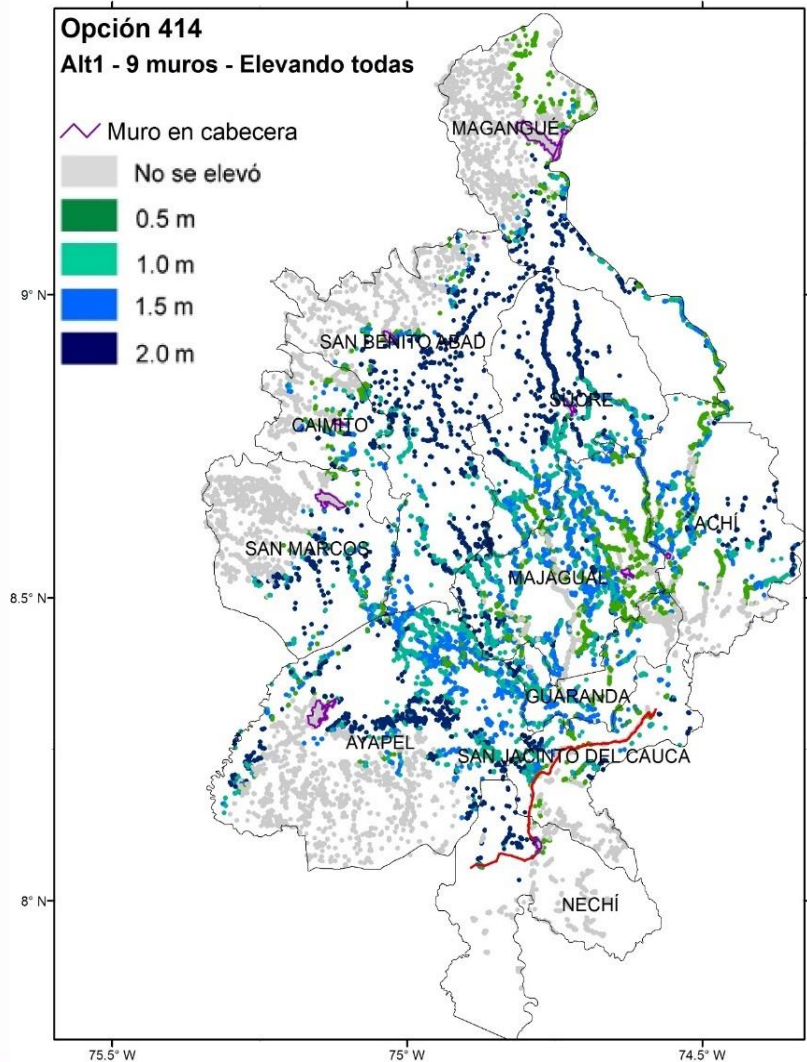 Opción 414
Alt1 - 9 muros - Elevando todas
Muro en cabecera
No se elevó
0.5 m
1.0 m
1.5 m
2.0 m
MAGANGUÉ
9° N
SAN BENITO ABAD
SUCRE
CAIMITO
ACHÍ
SAN MARCOS
MAJAGUAL
8.5° N
GUARANDA
AYAPEL
SAN JACINTO DEL CAUCA
8° N
NECHÍ
75.5° W
75° W
74.5° W